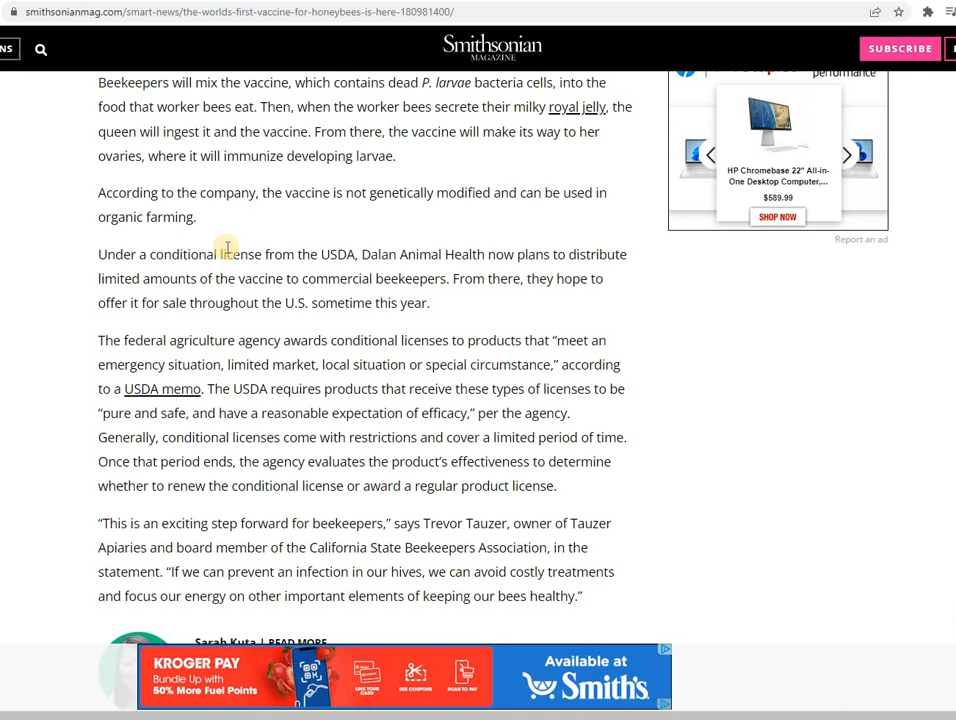 smithsonianmag.com/smart-news/the-worlds-first-vaccine-for-honeybees-is-here-180981400/
NS
Smithsonian
MAGAZINE
SUBSCRIBE
Beekeepers will mix the vaccine, which contains dead P. larvae bacteria cells, into the
food that worker bees eat. Then, when the worker bees secrete their milky royal jelly, the
queen will ingest it and the vaccine. From there, the vaccine will make its way to her
ovaries, where it will immunize developing larvae.
According to the company, the vaccine is not genetically modified and can be used in
organic farming.
Under a conditional license from the USDA, Dalan Animal Health now plans to distribute
limited amounts of the vaccine to commercial beekeepers. From there, they hope to
offer it for sale throughout the U.S. sometime this year.
The federal agriculture agency awards conditional licenses to products that “meet an
emergency situation, limited market, local situation or special circumstance,” according
to a USDA memo. The USDA requires products that receive these types of licenses to be
“pure and safe, and have a reasonable expectation of efficacy,” per the agency.
Generally, conditional licenses come with restrictions and cover a limited period of time.
Once that period ends, the agency evaluates the product’s effectiveness to determine
whether to renew the conditional license or award a regular product license.
“This is an exciting step forward for beekeepers,” says Trevor Tauzer, owner of Tauzer
Apiaries and board member of the California State Beekeepers Association, in the
statement. “If we can prevent an infection in our hives, we can avoid costly treatments
and focus our energy on other important elements of keeping our bees healthy.”
Sarah Kuta | READ MORE
performance
HP Chromebase 22" All-in-
One Desktop Computer,...
$589.99
SHOP NOW
Report an ad
KROGER PAY
Bundle Up with
50% More Fuel Points
LINK YOUR
CARD
USE COUPONS
SCAN TO PAY
Available at
Smith's